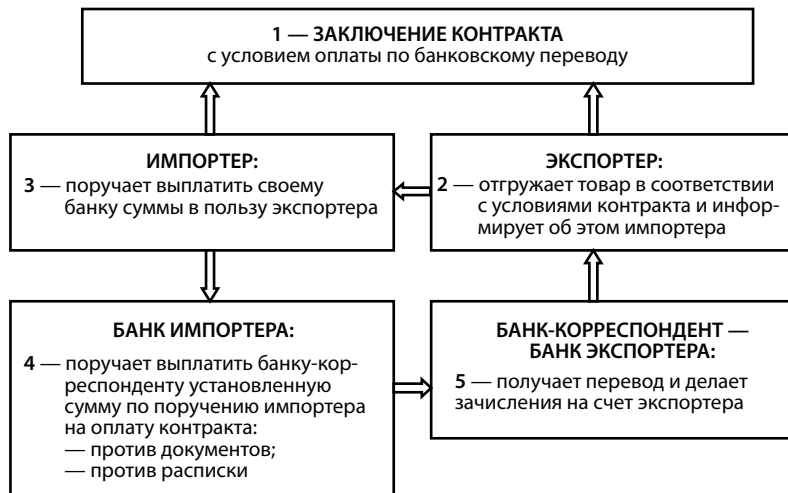 1 — ЗАКЛЮЧЕНИЕ КОНТРАКТА
с условием оплаты по банковскому переводу
ИМПОРТЕР:
3 — поручает выплатить своему
банку суммы в пользу экспортера
ЭКСПОРТЕР:
2 — отгружает товар в соответствии
с условиями контракта и инфор-
мирует об этом импортера
БАНК ИМПОРТЕРА:
4 — поручает выплатить банку-кор-
респонденту установленную
сумму по поручению импортера
на оплату контракта:
— против документов;
— против расписки
БАНК-КОРРЕСПОНДЕНТ —
БАНК ЭКСПОРТЕРА:
5 — получает перевод и делает
зачисления на счет экспортера